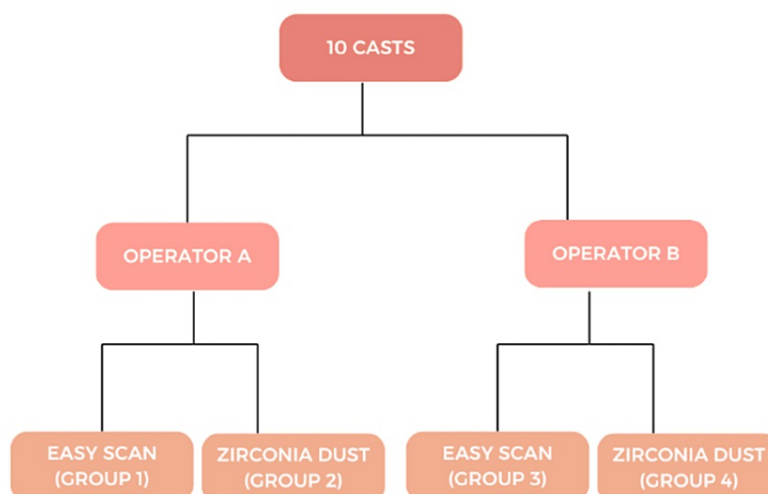 10 CASTS
OPERATOR A
OPERATOR B
EASY SCAN
(GROUP 1)
ZIRCONIA DUST
(GROUP 2)
EASY SCAN
(GROUP 3)
ZIRCONIA DUST
(GROUP 4)